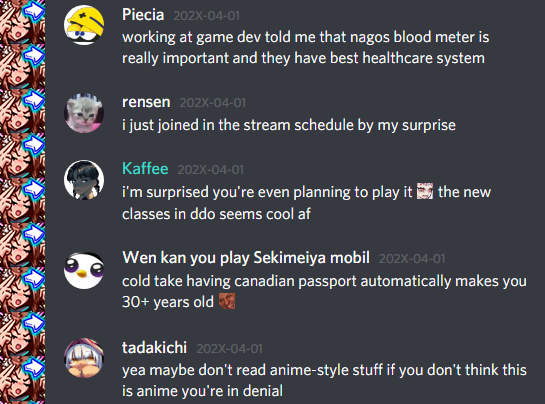 Piecia 202X-04-01
working at game dev told me that nagos blood meter is
really important and they have best healthcare system
rensen 202X-04-01
i just joined in the stream schedule by my surprise
Kaffee 202X-04-01
i'm surprised you're even planning to play it the new
classes in ddo seems cool af
Wen kan you play Sekimeiya mobil 202X-04-01
cold take having canadian passport automatically makes you
30+ years old
tadakichi 202X-04-01
yea maybe don't read anime-style stuff if you don't think this
is anime you're in denial